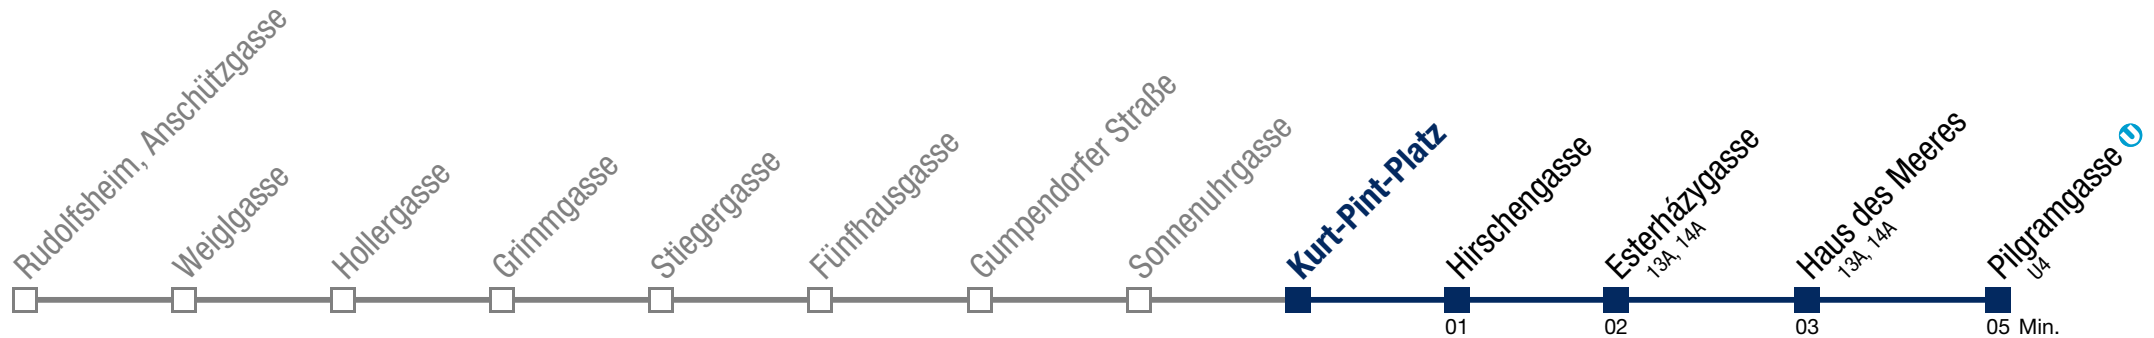 Rudolfsheim, Anschützgasse
Weiglgasse
Hollergasse
Grimmgasse
Stiegergasse
Fünfhausgasse
Gumpendorfer Straße
Sonnenuhrgasse
Kurt-Pint-Platz
Hirschengasse
Esterházygasse
13A, 14A
Haus des Meeres
13A, 14A
Pilgramgasse U
U4
01 02 03 05 Min.